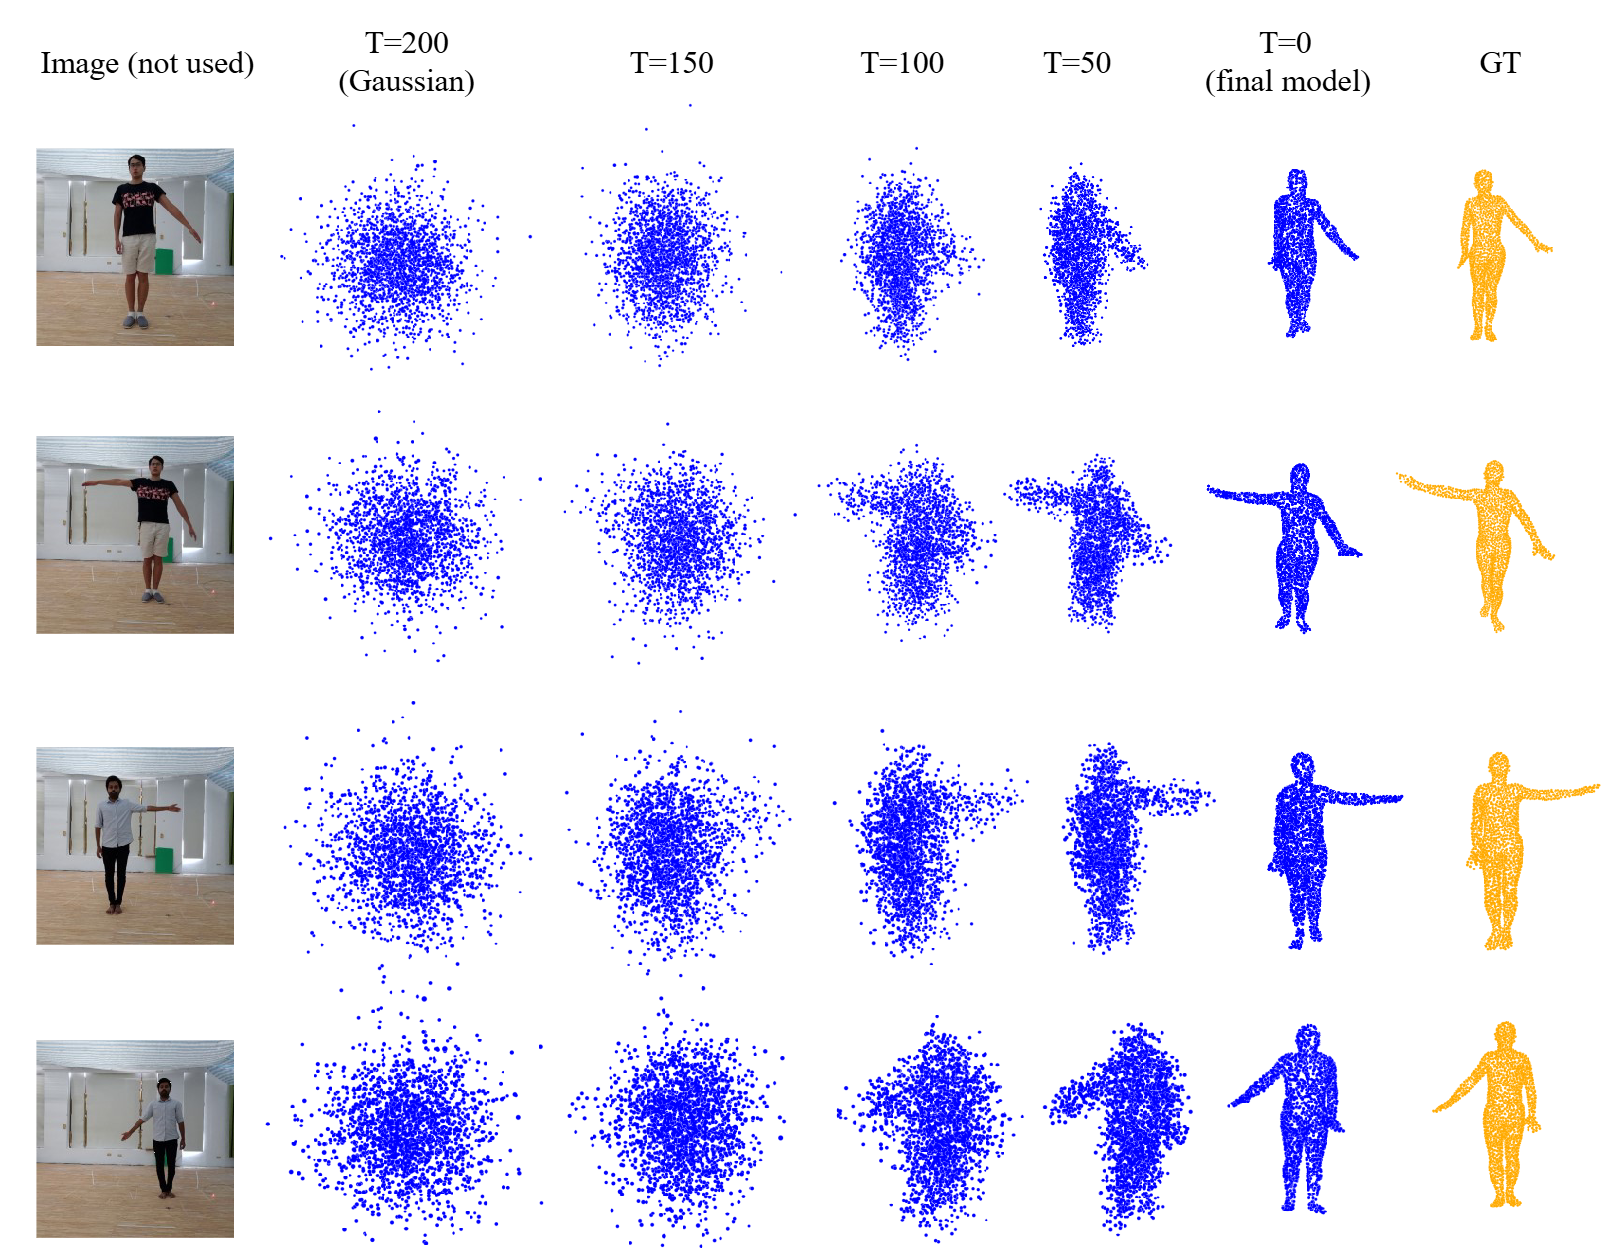 Image (not used)
T=200
(Gaussian)
T=150
T=100
T=50
T=0
(final model)
GT